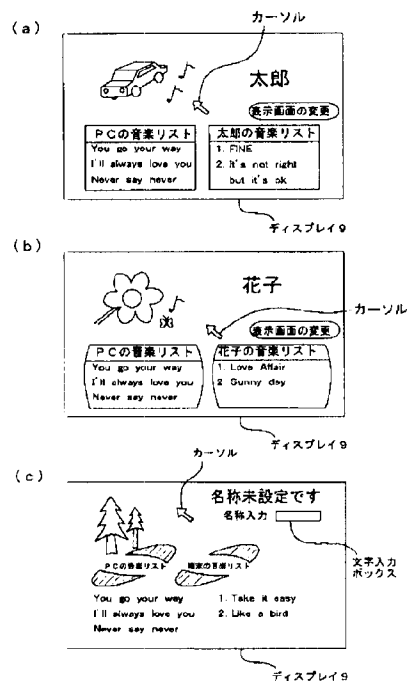 (a)
カーソル
太郎
表示画面の変更
PCの音楽リスト
You go your way
I'll always love you
Never say never
太郎の音楽リスト
1. FINE
2. It's not right
but it's ok
ディスプレイ9
(b)
花子
カーソル
表示画面の変更
PCの音楽リスト
You go your way
I'll always love you
Never say never
花子の音楽リスト
1. Love Affair
2 Sunny day
ディスプレイ9
(c)
カーソル
名称未設定です
名称入力
文字入力
ボックス
PCの音楽リスト
端末の音楽リスト
You go your way
I'll always love you
Never say never
1. Take it easy
2. Like a bird
ディスプレイ9